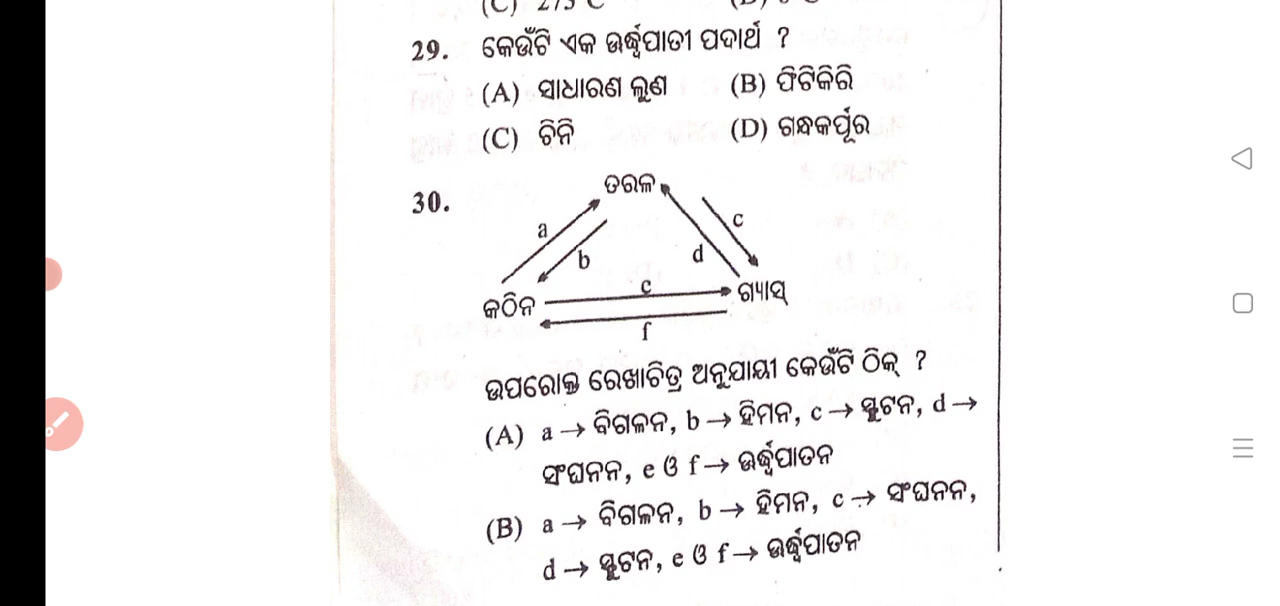 29. କେଉଁଟି ଏକ ଊର୍ଦ୍ଧ୍ୱପାତୀ ପଦାର୍ଥ ?
(A) ସାଧାରଣ ଲୁଣ (B) ଫିଟିକିରି
(C) ଚିନି (D) ଗନ୍ଧକର୍ପୂର
30.
ତରଳ
a
c
b
d
c
କଠିନ
ଗ୍ୟାସ୍
f
ଉପରୋକ୍ତ ରେଖାଚିତ୍ର ଅନୁଯାୟୀ କେଉଁଟି ଠିକ୍ ?
(A) a → ବିଗଳନ, b → ହିମନ, c → ସ୍ଫୁଟନ, d →
ସଂଘନନ, e ଓ f → ଊର୍ଦ୍ଧ୍ୱପାତନ
(B) a → ବିଗଳନ, b → ହିମନ, c → ସଂଘନନ,
d → ସ୍ଫୁଟନ, e ଓ f → ଊର୍ଦ୍ଧ୍ୱପାତନ